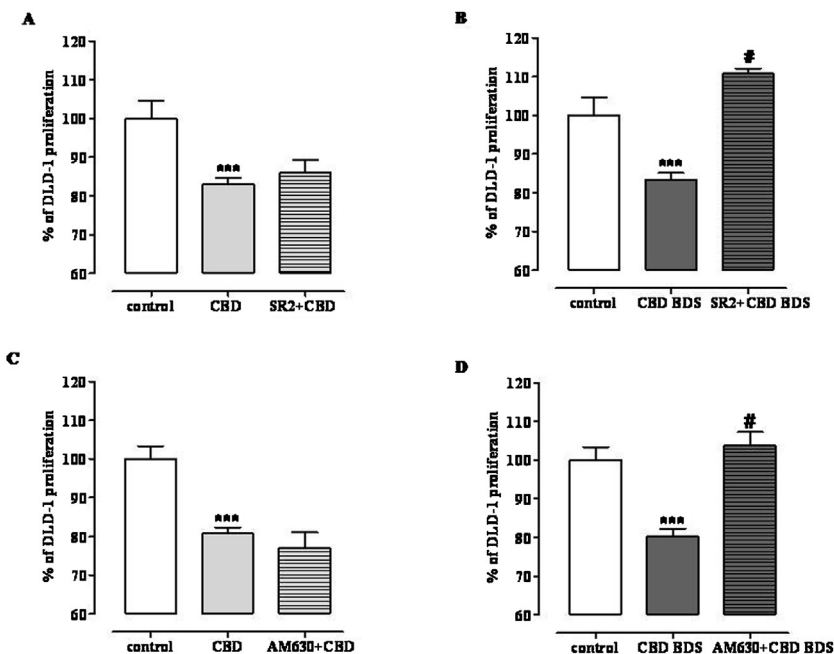 A
% of DLD-1 proliferation
120
110
100
90
80
70
60
***
control CBD SR2+CBD
B
% of DLD-1 proliferation
120
110
100
90
80
70
60
***
#
control CBD BDS SR2+CBD BDS
C
% of DLD-1 proliferation
120
110
100
90
80
70
60
***
control CBD AM630+CBD
D
% of DLD-1 proliferation
120
110
100
90
80
70
60
***
#
control CBD BDS AM630+CBD BDS